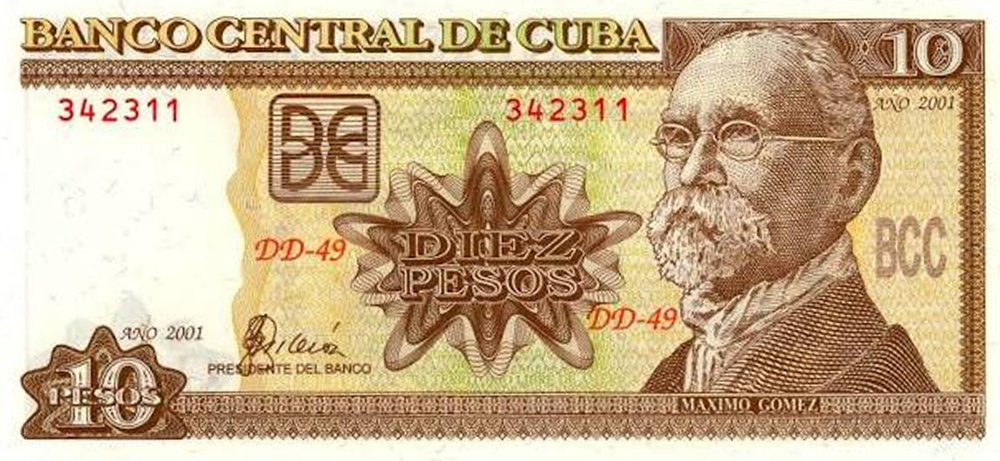 BANCO CENTRAL DE CUBA
10
342311
342311
AÑO 2001
DD-49
DIEZ
PESOS
BCC
DD-49
AÑO 2001
PRESIDENTE DEL BANCO
10
PESOS
MAXIMO GOMEZ